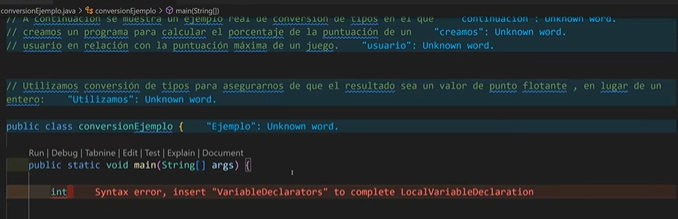 conversionEjemplo.java > conversionEjemplo > main(String[])
// A continuación se muestra un ejemplo real de conversión de tipos en el que "continuación": Unknown word.
// creamos un programa para calcular el porcentaje de la puntuación de un "creamos": Unknown word.
// usuario en relación con la puntuación máxima de un juego. "usuario": Unknown word.
// Utilizamos conversión de tipos para asegurarnos de que el resultado sea un valor de punto flotante , en lugar de un
entero: "Utilizamos": Unknown word.
public class conversionEjemplo { "Ejemplo": Unknown word.
Run | Debug | Tabnine | Edit | Test | Explain | Document
public static void main(String[] args) {
int Syntax error, insert "VariableDeclarators" to complete LocalVariableDeclaration